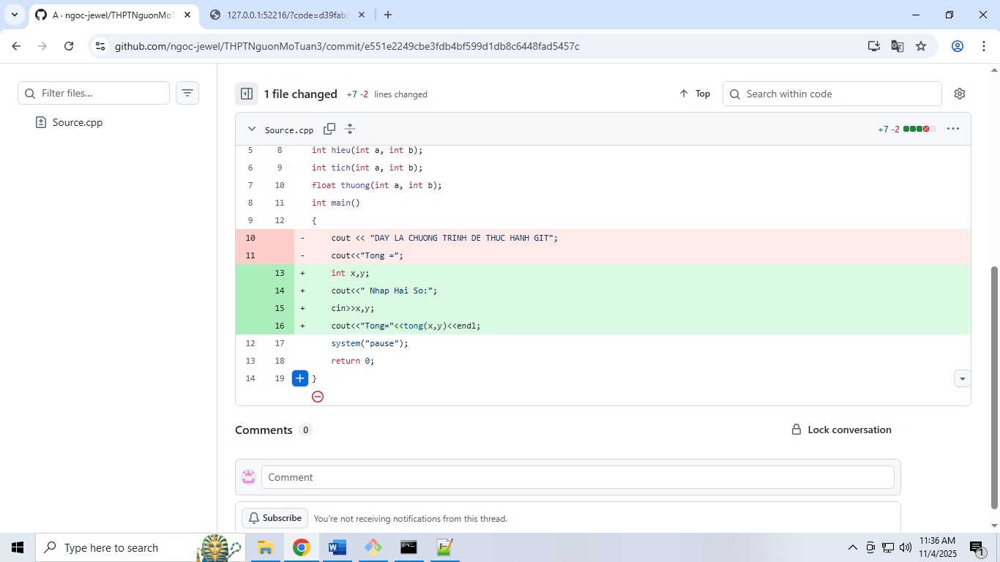 A · ngoc-jewel/THPTNguonMoT
127.0.0.1:52216/?code=d39fab
github.com/ngoc-jewel/THPTNguonMoTuan3/commit/e551e2249cbe3fdb4bf599d1db8c6448fad5457c
Filter files...
1 file changed +7 -2 lines changed
Top
Search within code
Source.cpp
Source.cpp
+7 -2
5 8 int hieu(int a, int b);
6 9 int tich(int a, int b);
7 10 float thuong(int a, int b);
8 11 int main()
9 12 {
10 - cout << "DAY LA CHUONG TRINH DE THUC HANH GIT";
11 - cout<<"Tong =";
13 + int x,y;
14 + cout<<" Nhap Hai So:";
15 + cin>>x,y;
16 + cout<<"Tong="<<tong(x,y)<<endl;
12 17 system("pause");
13 18 return 0;
14 19 }
Comments 0
Lock conversation
Comment
Subscribe
You're not receiving notifications from this thread.
Type here to search
11:36 AM
11/4/2025
1